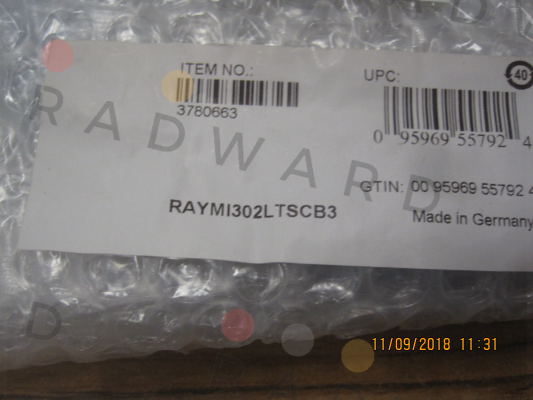 ITEM NO.:
3780663
UPC:
40
0 95969 55792 4
RADWARD
GTIN: 00 95969 55792 4
RAYMI302LTSCB3
Made in Germany
D
D
11/09/2018 11:31